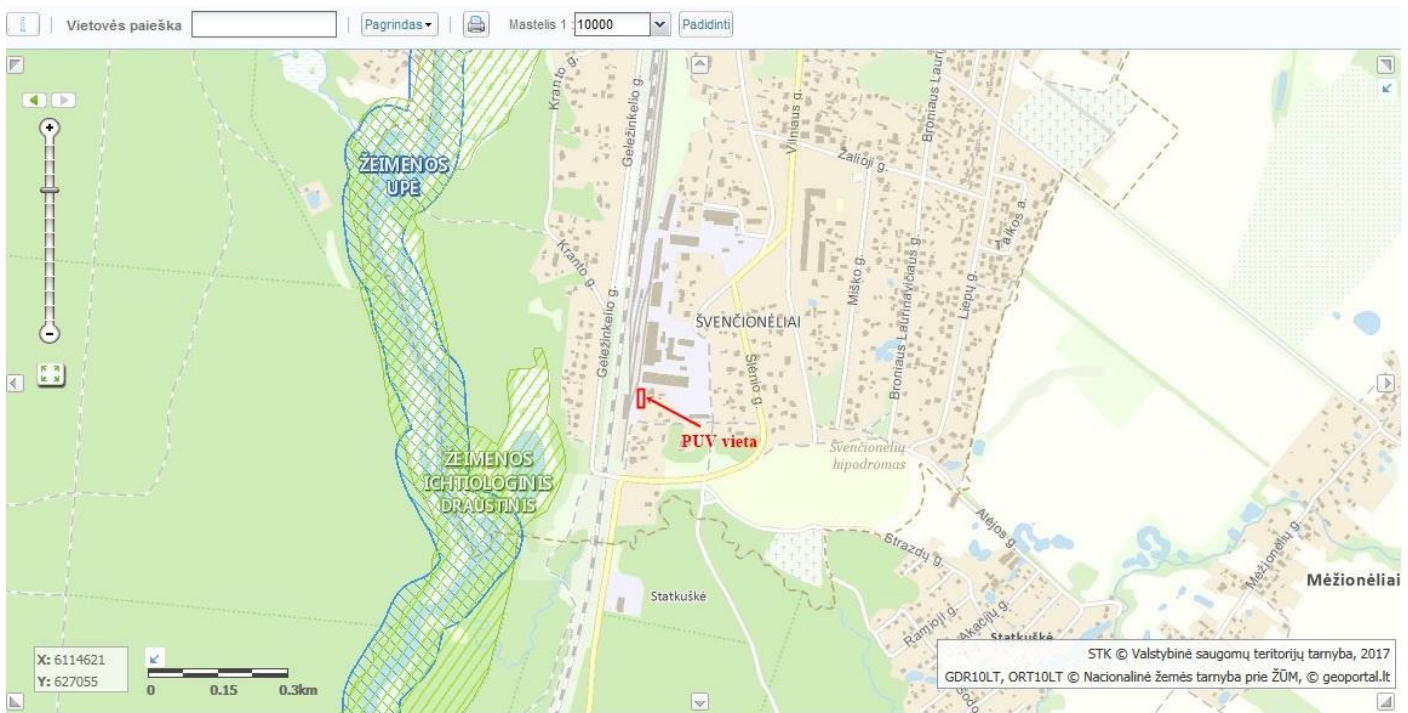 Vietovės paieška
Pagrindas
Mastelis 1 :
10000
Padidinti
Kranto g.
Geležinkelio g.
Vilniaus g.
Žalioji g.
ŽEIMENOS
UPĖ
Taikos a.
Kranto g.
Geležinkelio g.
ŠVENČIONĖLIAI
Miško g.
Broniaus Laurinavičiaus g.
Liepų g.
Šlėnio g.
PUV vieta
Švenčionėlių
hipodromas
ŽEIMENOS
ICHTIOLOGINIS
DRAUSTINIS
Alėjos g.
Strazdų g.
Mėžionėlių g.
Mėžionėliai
Statkuškė
Ramioji g.
Akacijų g.
Statkuškė
X: 6114621
Y: 627055
0 0.15 0.3km
STK © Valstybinė saugomų teritorijų tarnyba, 2017
GDR10LT, ORT10LT © Nacionalinė žemės tarnyba prie ŽŪM, © geoportal.lt